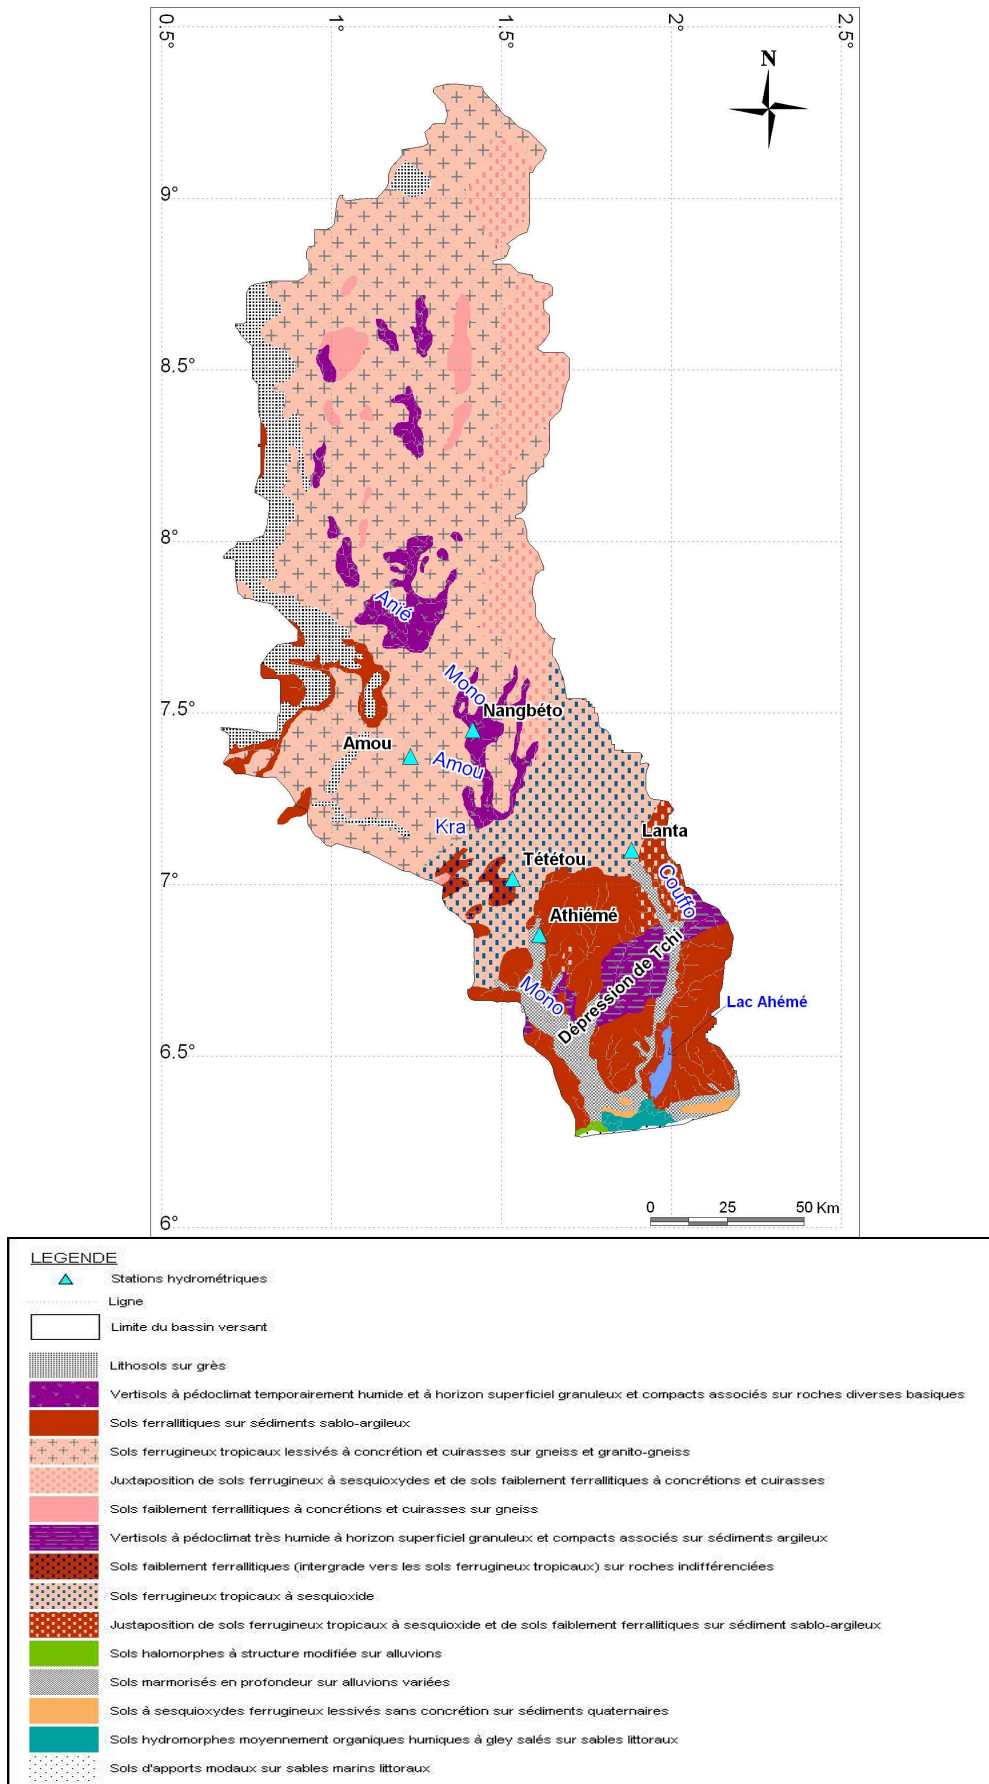 0.5°
1°
1.5°
2°
2.5°
N
9°
8.5°
8°
Anié
Mono
7.5°
Nangbéto
Amou
Amou
Kra
Lanta
Tététou
7°
Couffo
Athiémé
Dépression de Tchi
Mono
Lac Ahémé
6.5°
6°
0 25 50 Km
LEGENDE
Stations hydrométriques
Ligne
Limite du bassin versant
Lithosols sur grès
Vertisols à pédoclimat temporairement humide et à horizon superficiel granuleux et compacts associés sur roches diverses basiques
Sols ferrallitiques sur sédiments sablo-argileux
Sols ferrugineux tropicaux lessivés à concrétion et cuirasses sur gneiss et granito-gneiss
Juxtaposition de sols ferrugineux à sesquioxydes et de sols faiblement ferrallitiques à concrétions et cuirasses
Sols faiblement ferrallitiques à concrétions et cuirasses sur gneiss
Vertisols à pédoclimat très humide à horizon superficiel granuleux et compacts associés sur sédiments argileux
Sols faiblement ferrallitiques (intergrade vers les sols ferrugineux tropicaux) sur roches indifférenciées
Sols ferrugineux tropicaux à sesquioxide
Justaposition de sols ferrugineux tropicaux à sesquioxide et de sols faiblement ferrallitiques sur sédiment sablo-argileux
Sols halomorphes à structure modifiée sur alluvions
Sols marmorisés en profondeur sur alluvions variées
Sols à sesquioxydes ferrugineux lessivés sans concrétion sur sédiments quaternaires
Sols hydromorphes moyennement organiques humiques à gley salés sur sables littoraux
Sols d'apports modaux sur sables marins littoraux